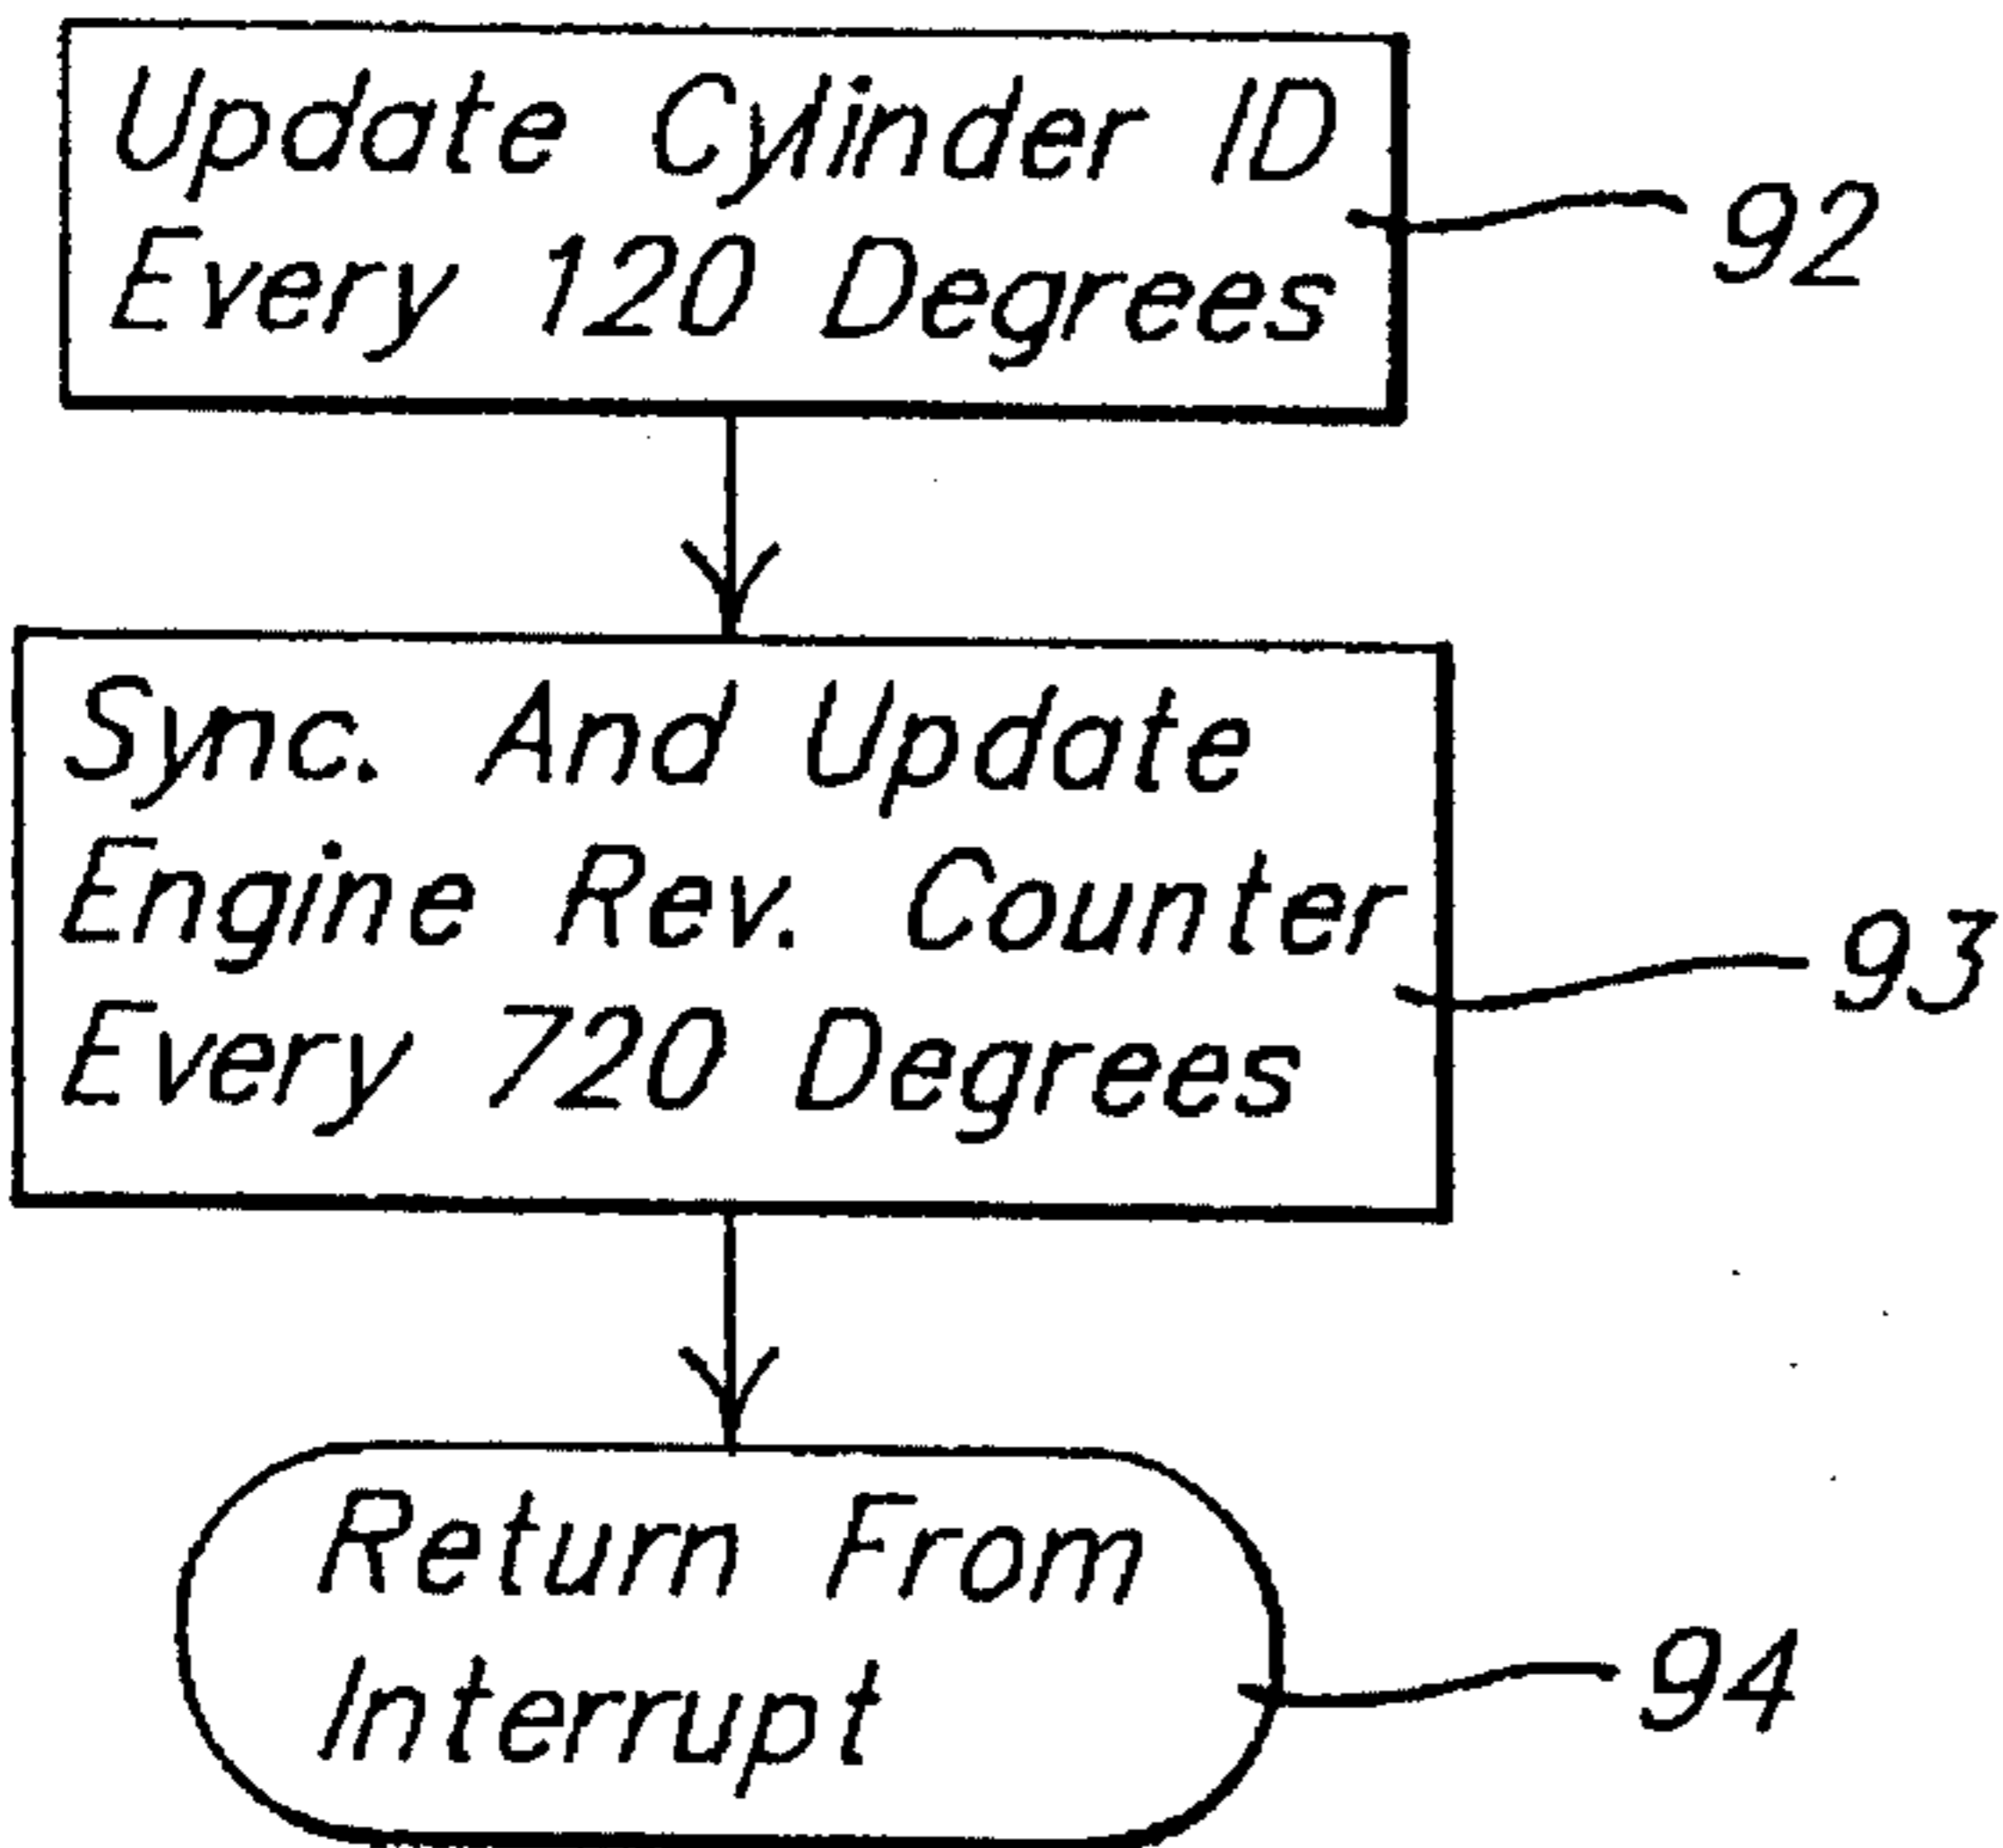 Update Cylinder ID
Every 120 Degrees
92
Sync. And Update
Engine Rev. Counter
Every 720 Degrees
93
Return From
Interrupt
94